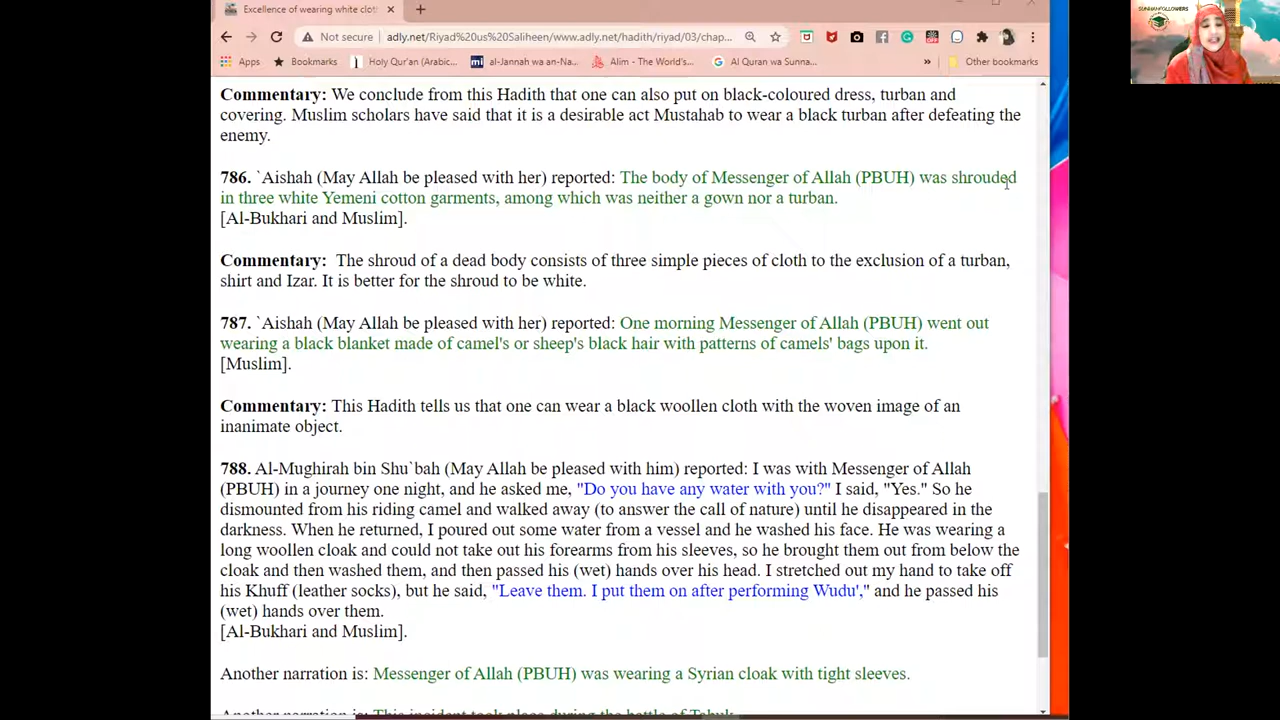 Excellence of wearing white clot
SUNNAHFOLLOWERS
Not secure
adly.net/Riyad%20us%20Saliheen/www.adly.net/hadith/riyad/03/chap...
Apps
Bookmarks
Holy Qur'an (Arabic...
al-Jannah wa an-Na...
Alim - The World's...
Al Quran wa Sunna...
»
Other bookmarks
Commentary: We conclude from this Hadith that one can also put on black-coloured dress, turban and
covering. Muslim scholars have said that it is a desirable act Mustahab to wear a black turban after defeating the
enemy.
786. `Aishah (May Allah be pleased with her) reported: The body of Messenger of Allah (PBUH) was shrouded
in three white Yemeni cotton garments, among which was neither a gown nor a turban.
[Al-Bukhari and Muslim].
Commentary: The shroud of a dead body consists of three simple pieces of cloth to the exclusion of a turban,
shirt and Izar. It is better for the shroud to be white.
787. `Aishah (May Allah be pleased with her) reported: One morning Messenger of Allah (PBUH) went out
wearing a black blanket made of camel's or sheep's black hair with patterns of camels' bags upon it.
[Muslim].
Commentary: This Hadith tells us that one can wear a black woollen cloth with the woven image of an
inanimate object.
788. Al-Mughirah bin Shu`bah (May Allah be pleased with him) reported: I was with Messenger of Allah
(PBUH) in a journey one night, and he asked me, "Do you have any water with you?" I said, "Yes." So he
dismounted from his riding camel and walked away (to answer the call of nature) until he disappeared in the
darkness. When he returned, I poured out some water from a vessel and he washed his face. He was wearing a
long woollen cloak and could not take out his forearms from his sleeves, so he brought them out from below the
cloak and then washed them, and then passed his (wet) hands over his head. I stretched out my hand to take off
his Khuff (leather socks), but he said, "Leave them. I put them on after performing Wudu'," and he passed his
(wet) hands over them.
[Al-Bukhari and Muslim].
Another narration is: Messenger of Allah (PBUH) was wearing a Syrian cloak with tight sleeves.
Another narration is: This incident took place during the battle of Tabuk.